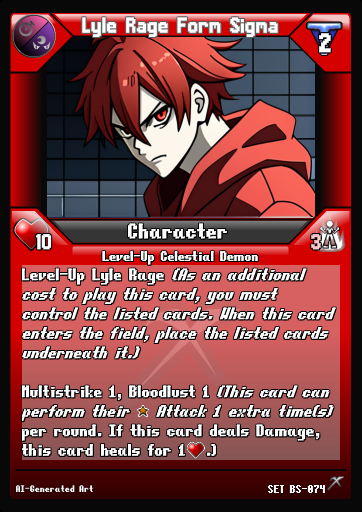 Lyle Rage Form Sigma
2
10
Character
3
Level-Up Celestial Demon
Level-Up Lyle Rage (As an additional
cost to play this card, you must
control the listed cards. When this card
enters the field, place the listed cards
underneath it.)
Multistrike 1, Bloodlust 1 (This card can
perform their Attack 1 extra time(s)
per round. If this card deals Damage,
this card heals for 1.)
AI-Generated Art
SET BS-074